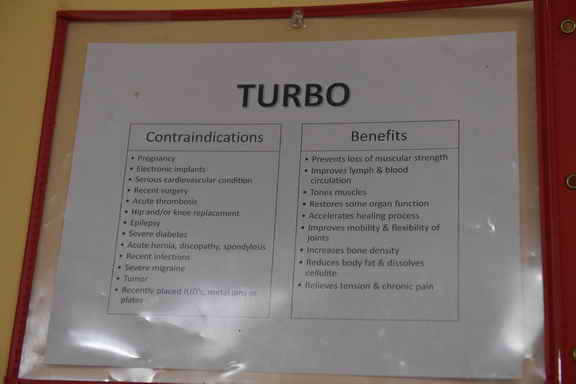 TURBO
Contraindications
• Pregnancy
• Electronic implants
• Serious cardiovascular condition
• Recent surgery
• Acute thrombosis
• Hip and/or knee replacement
• Epilepsy
• Severe diabetes
• Acute hernia, discopathy, spondylosis
• Recent infections
• Severe migraine
• Tumor
• Recently placed IUD's, metal pins or
plates
Benefits
• Prevents loss of muscular strength
• Improves lymph & blood
circulation
• Tones muscles
• Restores some organ function
• Accelerates healing process
• Improves mobility & flexibility of
joints
• Increases bone density
• Reduces body fat & dissolves
cellulite
• Relieves tension & chronic pain